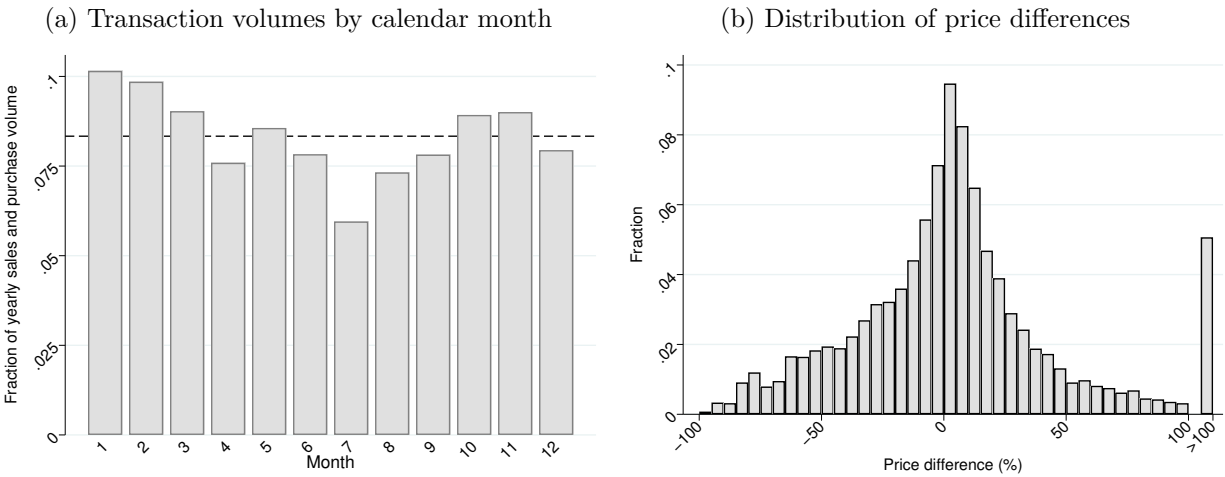 (a) Transaction volumes by calendar month
Fraction of yearly sales and purchase volume
.1
.075
.05
.025
0
1 2 3 4 5 6 7 8 9 10 11 12
Month
(b) Distribution of price differences
Fraction
.1
.08
.06
.04
.02
0
−100 −50 0 50 100 >100
Price difference (%)